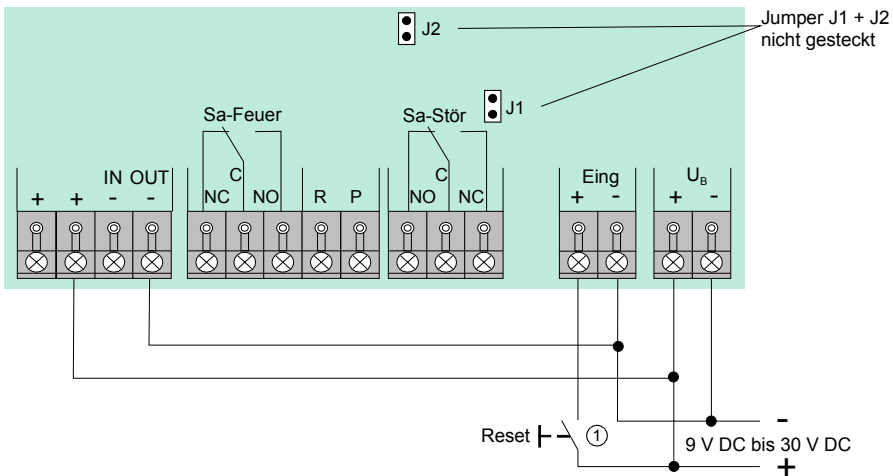 Jumper J1 + J2
nicht gesteckt
J2
J1
Sa-Feuer
Sa-Stör
IN OUT
+ + - -
C
NC NO
R P
C
NO NC
Eing
+ -
U_B
+ -
Reset
1
-
9 V DC bis 30 V DC
+